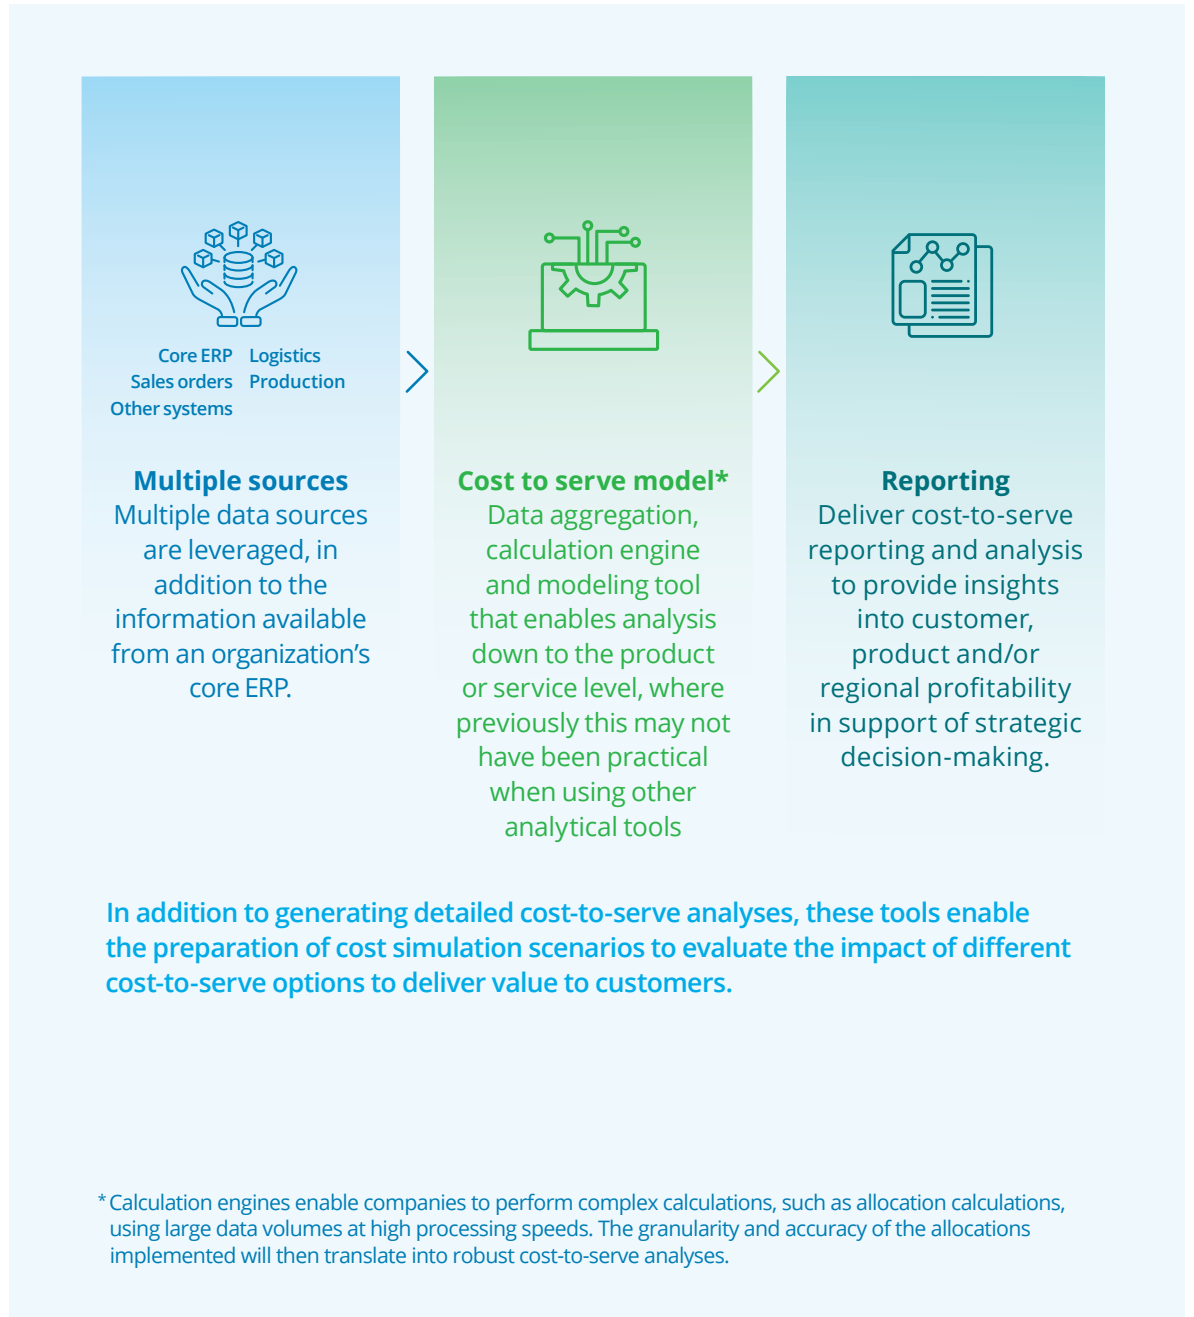 Core ERP Logistics
Sales orders Production
Other systems
Multiple sources
Multiple data sources
are leveraged, in
addition to the
information available
from an organization’s
core ERP.
Cost to serve model*
Data aggregation,
calculation engine
and modeling tool
that enables analysis
down to the product
or service level, where
previously this may not
have been practical
when using other
analytical tools
Reporting
Deliver cost-to-serve
reporting and analysis
to provide insights
into customer,
product and/or
regional profitability
in support of strategic
decision-making.
In addition to generating detailed cost-to-serve analyses, these tools enable
the preparation of cost simulation scenarios to evaluate the impact of different
cost-to-serve options to deliver value to customers.
* Calculation engines enable companies to perform complex calculations, such as allocation calculations,
using large data volumes at high processing speeds. The granularity and accuracy of the allocations
implemented will then translate into robust cost-to-serve analyses.